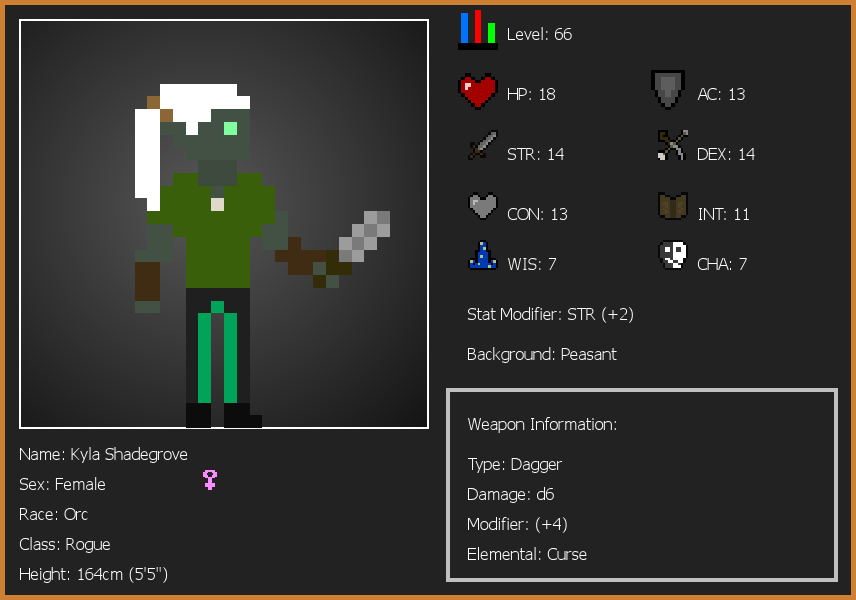 Level: 66
HP: 18
AC: 13
STR: 14
DEX: 14
CON: 13
INT: 11
WIS: 7
CHA: 7
Stat Modifier: STR (+2)
Background: Peasant
Weapon Information:
Type: Dagger
Damage: d6
Modifier: (+4)
Elemental: Curse
Name: Kyla Shadegrove
Sex: Female
Race: Orc
Class: Rogue
Height: 164cm (5'5")